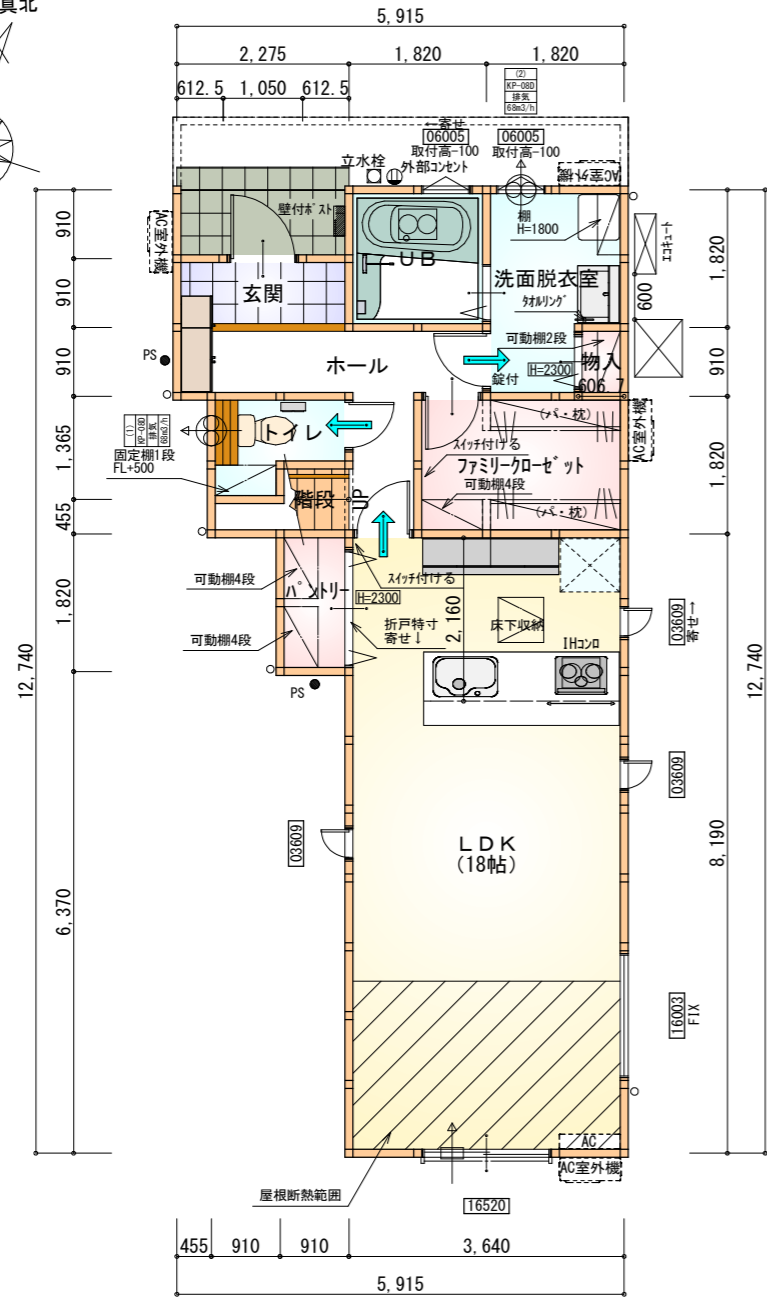 真北
5,915
2,275
1,820
1,820
612.5
1,050
612.5
(2)
KP-08D
排気
68m3/h
←寄せ
06005
06005
立水栓
取付高-100
取付高-100
外部コンセント
AC室外機
壁付ポスト
棚
H=1800
UB
AC室外機
エコキュート
910
1,820
洗面脱衣室
タオルリング
玄関
910
600
12,740
12,740
可動棚2段
PS
ホール
物入
H=2300
910
910
錠付
606.7
(パ・枕)
(1)
KP-08D
排気
68m3/h
トイレ
AC室外機
固定棚1段
FL+500
スイッチ付ける
ファミリークローゼット
1,365
1,820
可動棚4段
階段
UP
(パ・枕)
455
可動棚4段
パントリー
スイッチ付ける
H=2300
2,160
床下収納
1,820
折戸特寸
寄せ↓
03609
寄せ→
可動棚4段
IHコンロ
PS
03609
03609
LDK
(18帖)
8,190
6,370
16003
FIX
AC
AC室外機
屋根断熱範囲
16520
455
910
910
3,640
5,915